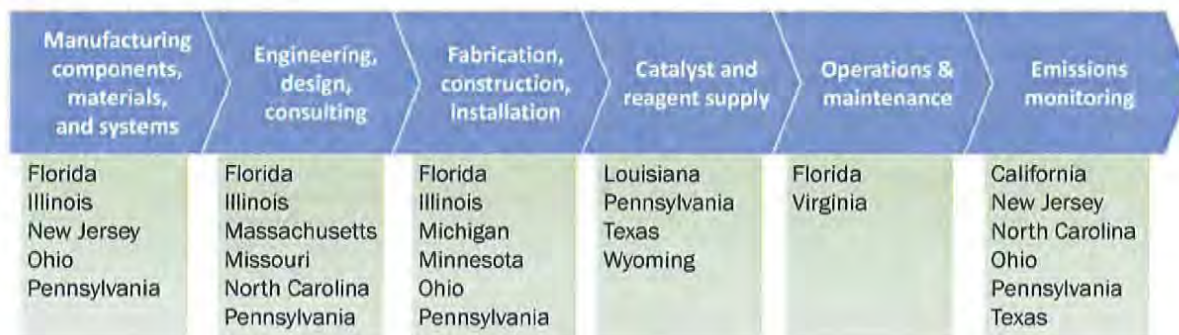 Manufacturing
components,
materials,
and systems
Florida
Illinois
New Jersey
Ohio
Pennsylvania
Engineering,
design,
consulting
Florida
Illinois
Massachusetts
Missouri
North Carolina
Pennsylvania
Fabrication,
construction,
installation
Florida
Illinois
Michigan
Minnesota
Ohio
Pennsylvania
Catalyst and
reagent supply
Louisiana
Pennsylvania
Texas
Wyoming
Operations &
maintenance
Florida
Virginia
Emissions
monitoring
California
New Jersey
North Carolina
Ohio
Pennsylvania
Texas